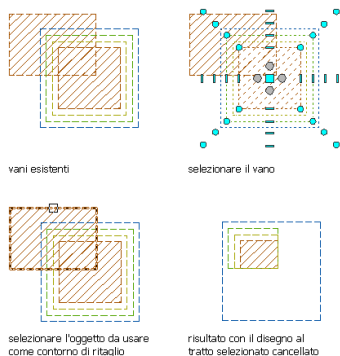 vani esistenti
selezionare il vano
selezionare l'oggetto da usare
come contorno di ritaglio
risultato con il disegno al
tratto selezionato cancellato